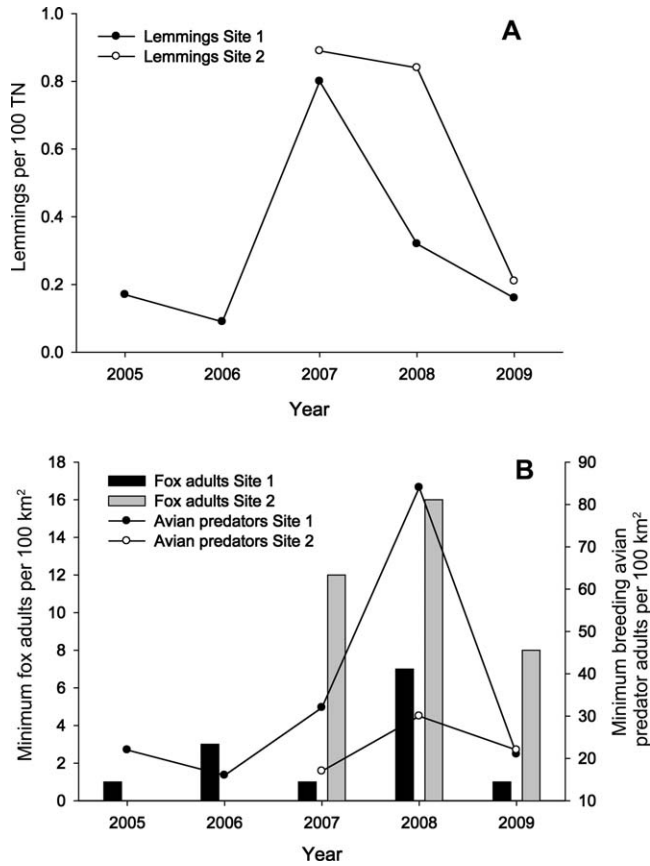 A
Lemmings Site 1
Lemmings Site 2
Lemmings per 100 TN
1.0
0.8
0.6
0.4
0.2
0.0
2005 2006 2007 2008 2009
Year
B
Fox adults Site 1
Fox adults Site 2
Avian predators Site 1
Avian predators Site 2
Minimum fox adults per 100 km²
18
16
14
12
10
8
6
4
2
0
90
80
70
60
50
40
30
20
10
Minimum breeding avian
predator adults per 100 km²
2005 2006 2007 2008 2009
Year